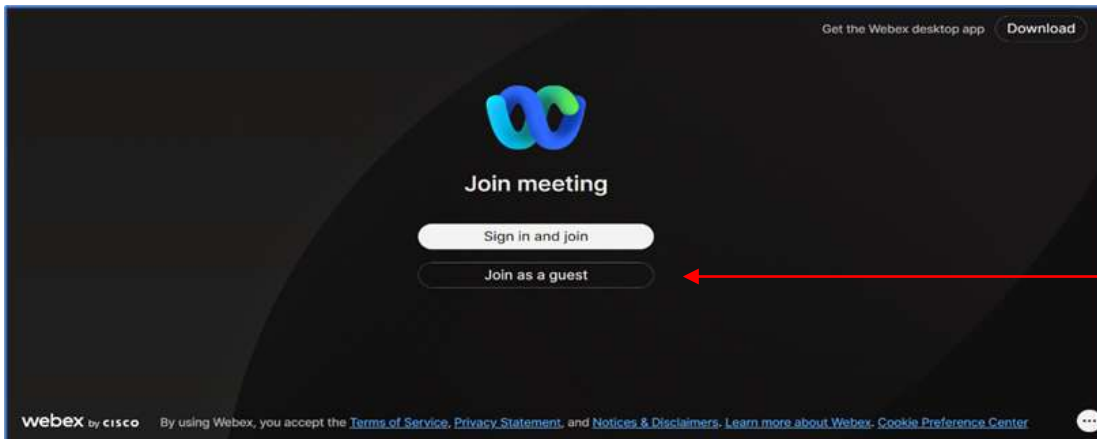 Get the Webex desktop app Download
Join meeting
Sign in and join
Join as a guest
webex by CISCO By using Webex, you accept the Terms of Service, Privacy Statement, and Notices & Disclaimers. Learn more about Webex. Cookie Preference Center